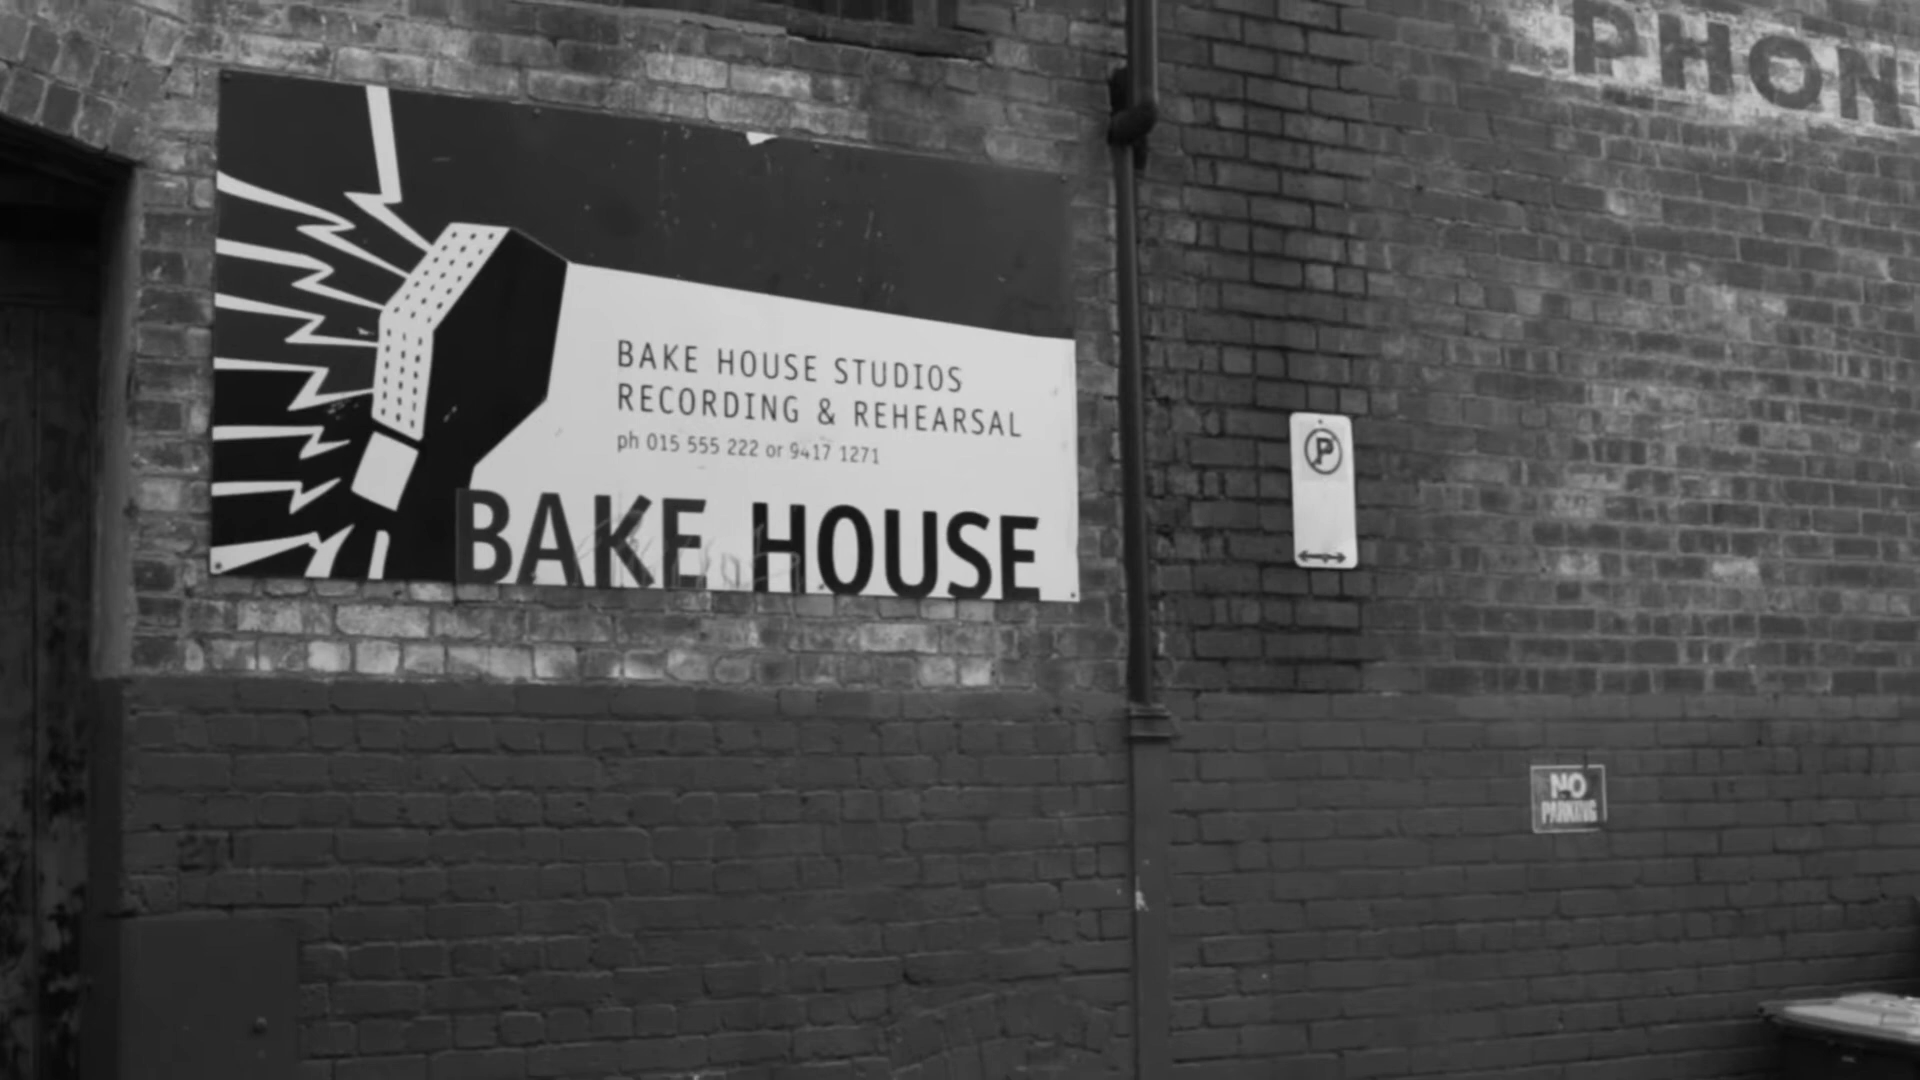 BAKE HOUSE STUDIOS
RECORDING & REHEARSAL
ph 015 555 222 or 9417 1271
BAKE HOUSE
PHON
P
NO
PARKING